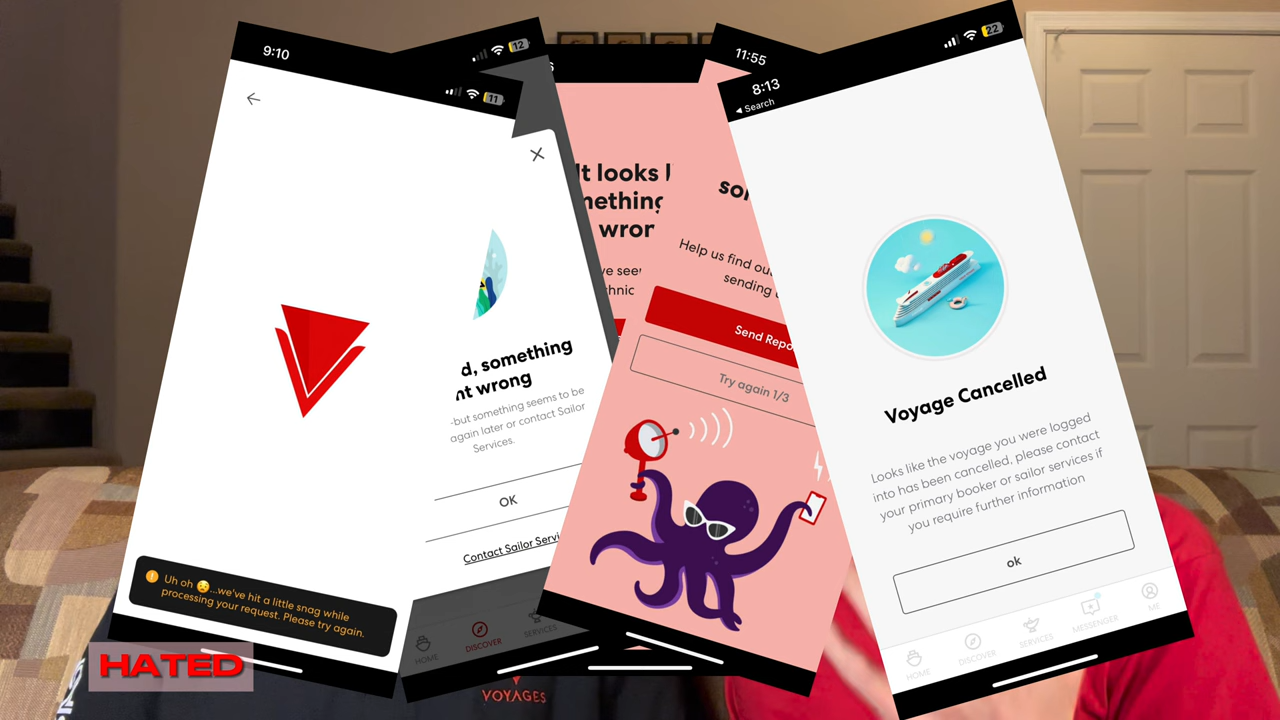 9:10
12
11
22
11:55
8:13
◀ Search
It looks
wror
d, something
nt wrong
-but something seems to be
again later or contact Sailor
Services.
OK
Contact Sailor Servi
HOME
DISCOVER
SERVICES
Help us find ou
sending
Send Repo
Try again 1/3
Voyage Cancelled
Looks like the voyage you were logged
into has been cancelled, please contact
your primary booker or sailor services if
you require further information
ok
HOME
DISCOVER
SERVICES
MESSENGER
ME
Uh oh 😧...we've hit a little snag while
processing your request. Please try again.
HATED
VOYAGES